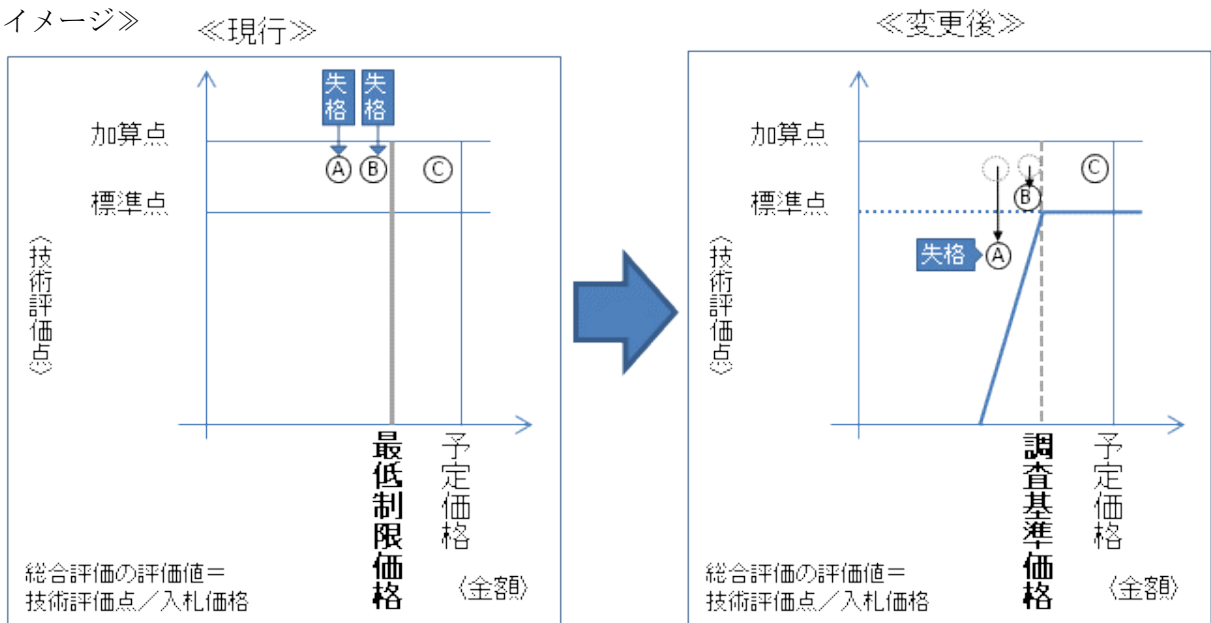 イメージ≫
≪現行≫
失格
失格
加算点
Ⓐ
Ⓑ
Ⓒ
標準点
〈技術評価点〉
最低制限価格
予定価格
総合評価の評価値＝
技術評価点／入札価格
〈金額〉
≪変更後≫
加算点
Ⓒ
Ⓑ
標準点
失格
Ⓐ
〈技術評価点〉
調査基準価格
予定価格
総合評価の評価値＝
技術評価点／入札価格
〈金額〉